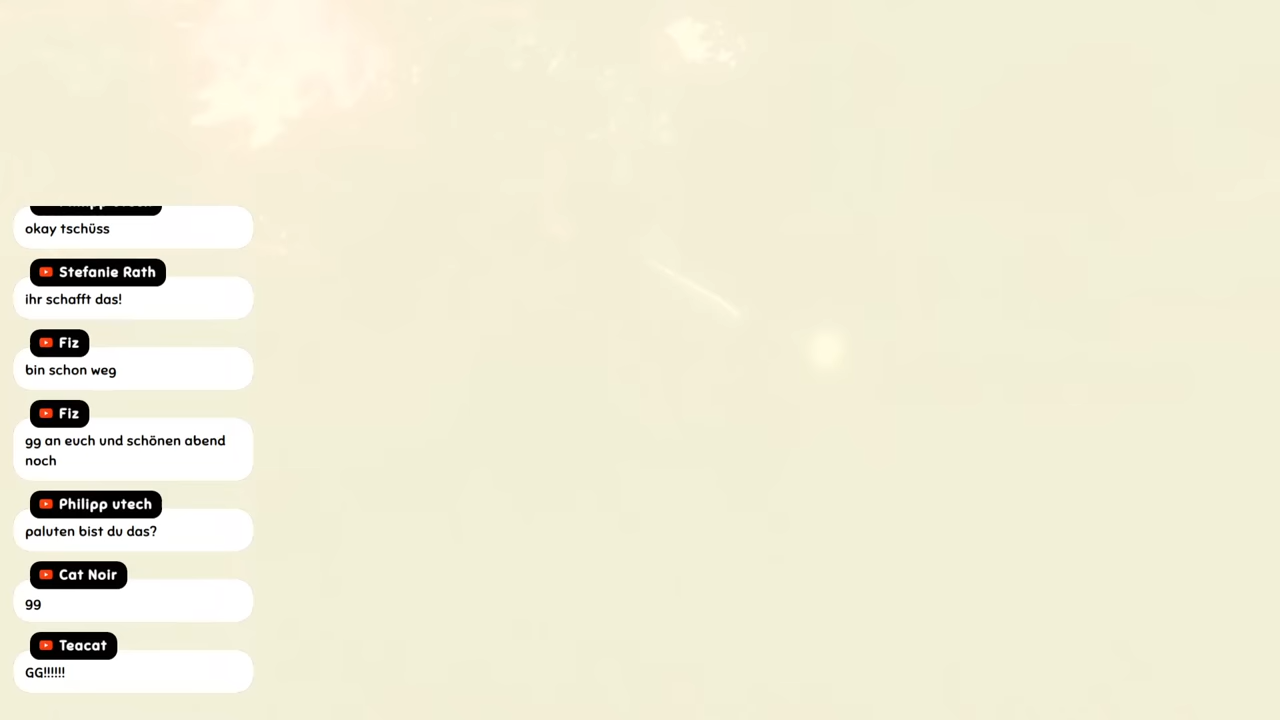 okay tschüss
Stefanie Rath
ihr schafft das!
Fiz
bin schon weg
Fiz
gg an euch und schönen abend
noch
Philipp utech
paluten bist du das?
Cat Noir
gg
Teacat
GG!!!!!!